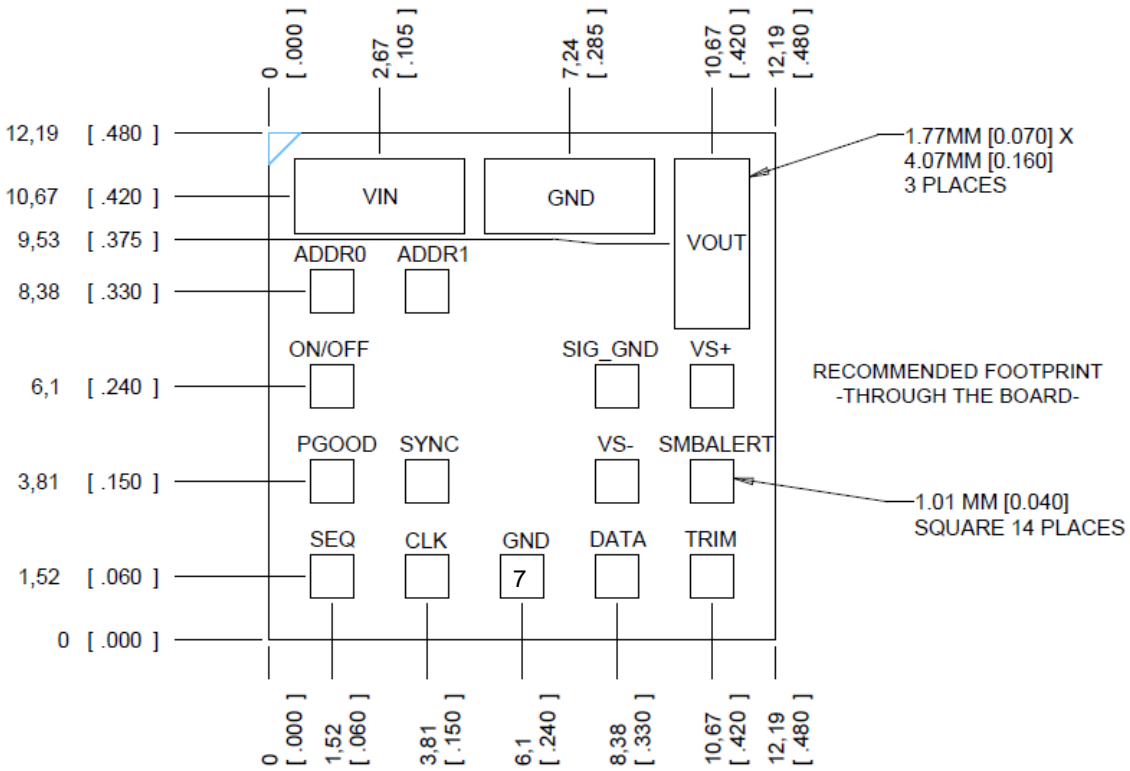 0
[ .000 ]
2,67
[ .105 ]
7,24
[ .285 ]
10,67
[ .420 ]
12,19
[ .480 ]
12,19 [ .480 ]
1.77MM [0.070] X
4.07MM [0.160]
3 PLACES
10,67 [ .420 ]
VIN
GND
9,53 [ .375 ]
VOUT
ADDR0 ADDR1
8,38 [ .330 ]
ON/OFF SIG_GND VS+
6,1 [ .240 ]
RECOMMENDED FOOTPRINT
-THROUGH THE BOARD-
PGOOD SYNC VS- SMBALERT
3,81 [ .150 ]
1.01 MM [0.040]
SQUARE 14 PLACES
SEQ CLK GND DATA TRIM
1,52 [ .060 ]
7
0 [ .000 ]
0
[ .000 ]
1,52
[ .060 ]
3,81
[ .150 ]
6,1
[ .240 ]
8,38
[ .330 ]
10,67
[ .420 ]
12,19
[ .480 ]